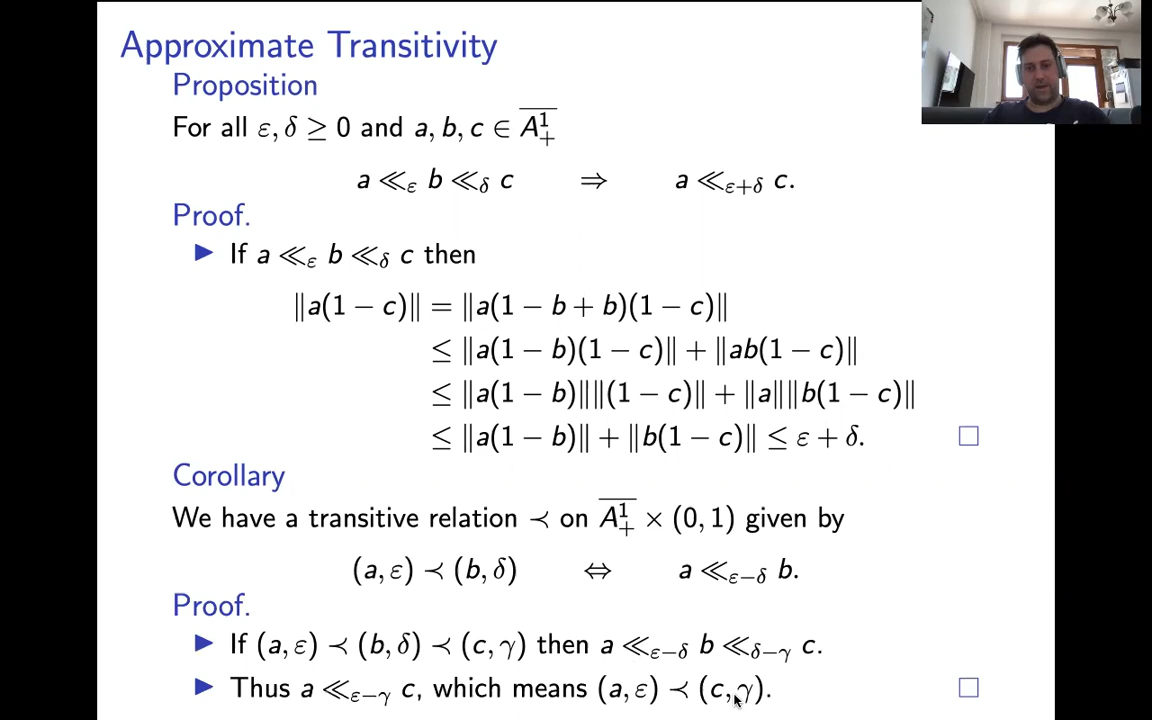 Approximate Transitivity
Proposition
For all ε, δ ≥ 0 and a, b, c ∈ \overline{A^1_+}
a ≪_ε b ≪_δ c ⇒ a ≪_{ε+δ} c.
Proof.
▶ If a ≪_ε b ≪_δ c then
‖a(1 − c)‖ = ‖a(1 − b + b)(1 − c)‖
≤ ‖a(1 − b)(1 − c)‖ + ‖ab(1 − c)‖
≤ ‖a(1 − b)‖‖(1 − c)‖ + ‖a‖‖b(1 − c)‖
≤ ‖a(1 − b)‖ + ‖b(1 − c)‖ ≤ ε + δ. □
Corollary
We have a transitive relation ≺ on \overline{A^1_+} × (0, 1) given by
(a, ε) ≺ (b, δ) ⇔ a ≪_{ε−δ} b.
Proof.
▶ If (a, ε) ≺ (b, δ) ≺ (c, γ) then a ≪_{ε−δ} b ≪_{δ−γ} c.
▶ Thus a ≪_{ε−γ} c, which means (a, ε) ≺ (c, γ). □